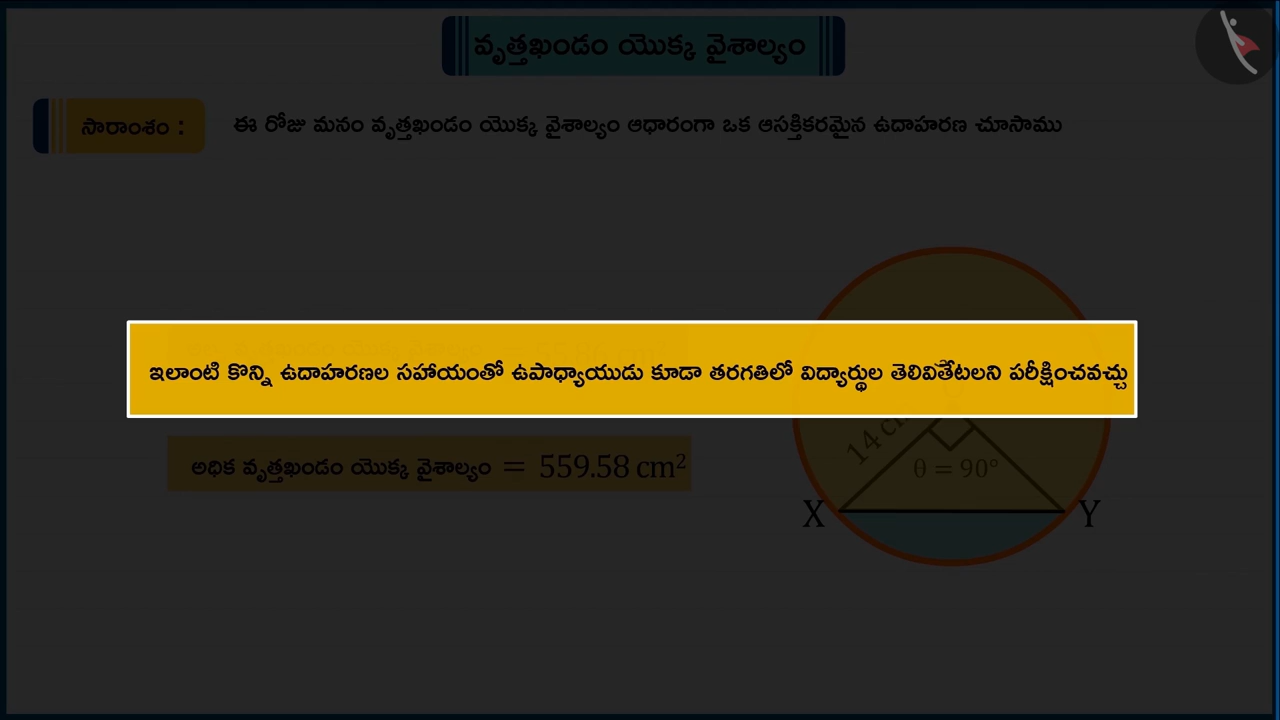 వృత్తఖండం యొక్క వైశాల్యం
సారాంశం :
ఈ రోజు మనం వృత్తఖండం యొక్క వైశాల్యం ఆధారంగా ఒక ఆసక్తికరమైన ఉదాహరణ చూసాము
ఇలాంటి కొన్ని ఉదాహరణల సహాయంతో ఉపాధ్యాయుడు కూడా తరగతిలో విద్యార్థుల తెలివితేటలని పరీక్షించవచ్చు
అధిక వృత్తఖండం యొక్క వైశాల్యం = 559.58 cm²
14
θ = 90°
X
Y